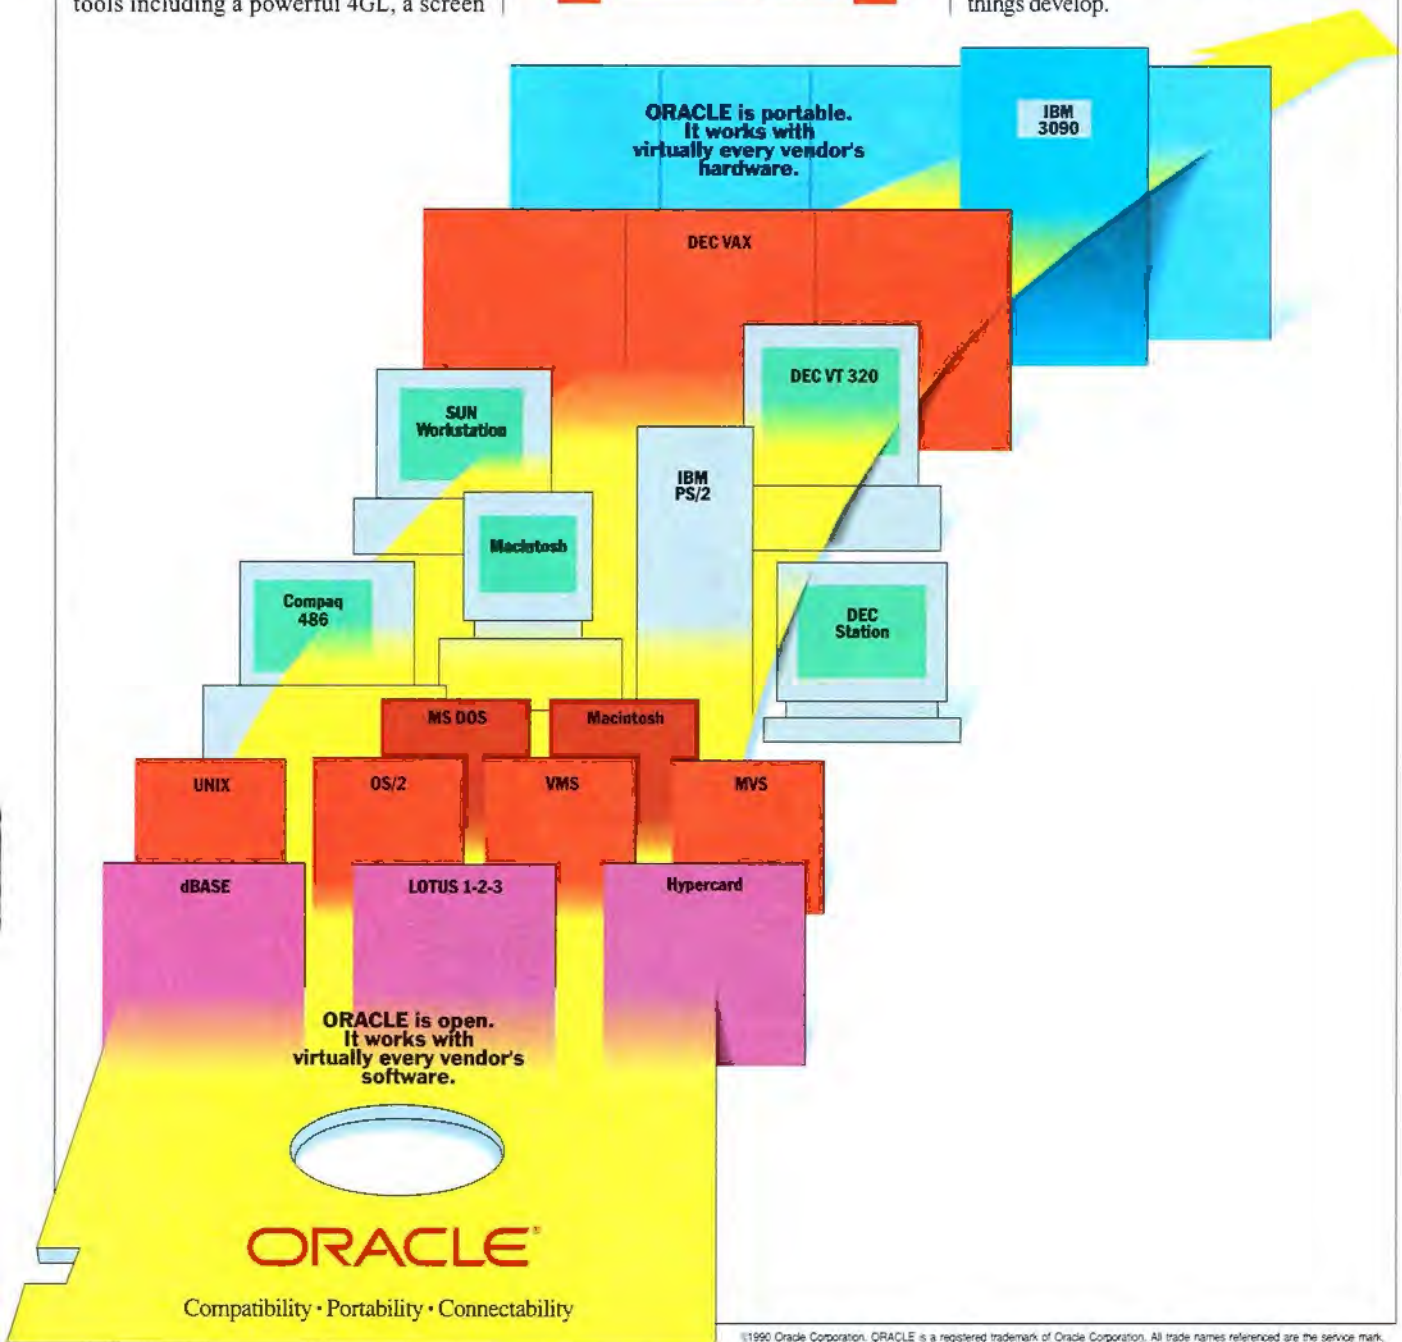 tools including a powerful 4GL, a screen
things develop.
ORACLE is portable.
It works with
virtually every vendor's
hardware.
IBM
3090
DEC VAX
DEC VT 320
SUN
Workstation
IBM
PS/2
Macintosh
Compaq
486
DEC
Station
MS DOS
Macintosh
UNIX
OS/2
VMS
MVS
dBASE
LOTUS 1-2-3
Hypercard
ORACLE is open.
It works with
virtually every vendor's
software.
ORACLE®
Compatibility · Portability · Connectability
©1990 Oracle Corporation. ORACLE is a registered trademark of Oracle Corporation. All trade names referenced are the service mark,